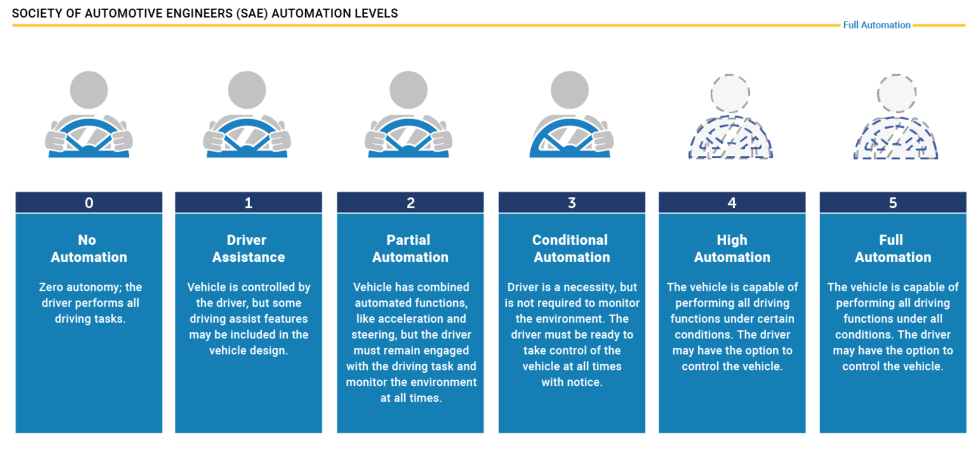 SOCIETY OF AUTOMOTIVE ENGINEERS (SAE) AUTOMATION LEVELS
Full Automation
0
No
Automation
Zero autonomy; the
driver performs all
driving tasks.
1
Driver
Assistance
Vehicle is controlled by
the driver, but some
driving assist features
may be included in the
vehicle design.
2
Partial
Automation
Vehicle has combined
automated functions,
like acceleration and
steering, but the driver
must remain engaged
with the driving task and
monitor the environment
at all times.
3
Conditional
Automation
Driver is a necessity, but
is not required to monitor
the environment. The
driver must be ready to
take control of the
vehicle at all times
with notice.
4
High
Automation
The vehicle is capable of
performing all driving
functions under certain
conditions. The driver
may have the option to
control the vehicle.
5
Full
Automation
The vehicle is capable of
performing all driving
functions under all
conditions. The driver
may have the option to
control the vehicle.